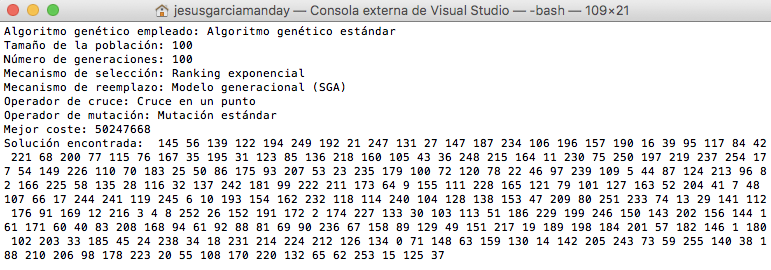 jesusgarciamanday — Consola externa de Visual Studio — -bash — 109×21
Algoritmo genético empleado: Algoritmo genético estándar
Tamaño de la población: 100
Número de generaciones: 100
Mecanismo de selección: Ranking exponencial
Mecanismo de reemplazo: Modelo generacional (SGA)
Operador de cruce: Cruce en un punto
Operador de mutación: Mutación estándar
Mejor coste: 50247668
Solución encontrada:  145 56 139 122 194 249 192 21 247 131 27 147 187 234 106 196 157 190 16 39 95 117 84 42
 221 68 200 77 115 76 167 35 195 31 123 85 136 218 160 105 43 36 248 215 164 11 230 75 250 197 219 237 254 17
7 54 149 226 110 70 183 25 50 86 175 93 207 53 23 235 179 100 72 120 78 22 46 97 239 109 5 44 87 124 213 96 8
2 166 225 58 135 28 116 32 137 242 181 99 222 211 173 64 9 155 111 228 165 121 79 101 127 163 52 204 41 7 48
107 66 17 244 241 119 245 6 10 193 154 162 232 118 114 240 104 128 138 153 47 209 80 251 233 74 13 29 141 112
 176 91 169 12 216 3 4 8 252 26 152 191 172 2 174 227 133 30 103 113 51 186 229 199 246 150 143 202 156 144 1
61 171 60 40 83 208 168 94 61 92 88 81 69 90 236 67 158 89 129 49 151 217 19 189 198 184 201 57 182 146 1 180
 102 203 33 185 45 24 238 34 18 231 214 224 212 126 134 0 71 148 63 159 130 14 142 205 243 73 59 255 140 38 1
88 210 206 98 178 223 20 55 108 170 220 132 65 62 253 15 125 37